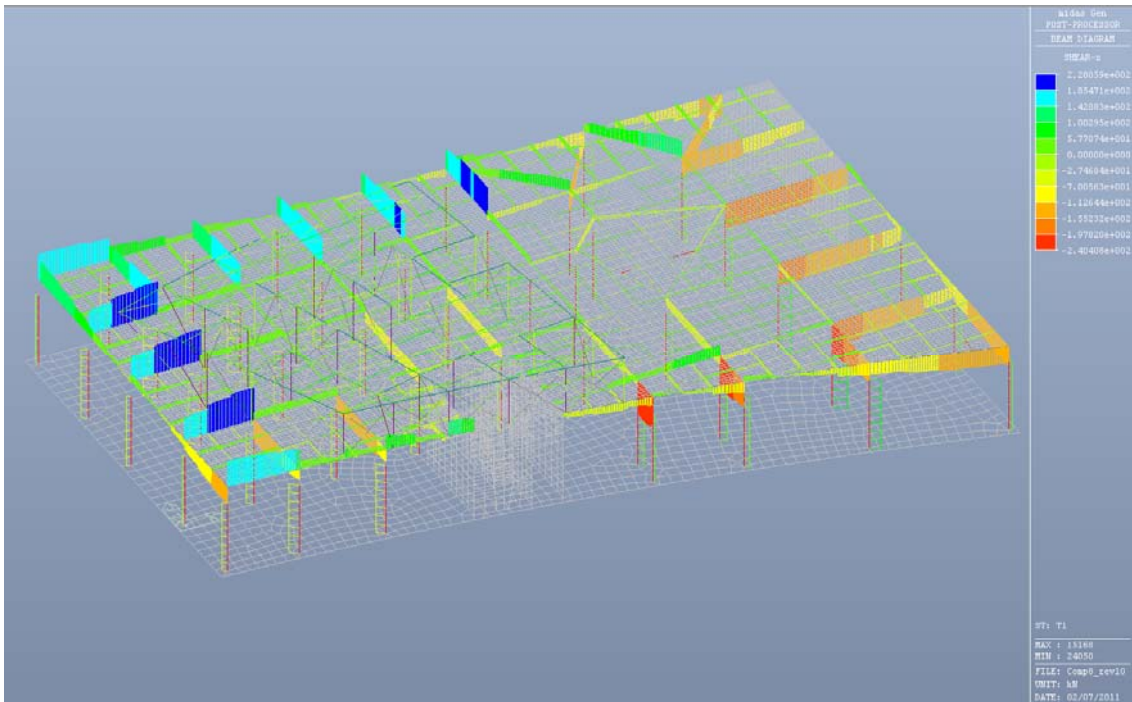 midas Gen
POST-PROCESSOR
BEAM DIAGRAM
SHEAR-z
2.28059e+002
1.85471e+002
1.42883e+002
1.00295e+002
5.77074e+001
0.00000e+000
-2.74684e+001
-7.00563e+001
-1.12644e+002
-1.55232e+002
-1.97820e+002
-2.40408e+002
ST: T1
MAX : 13168
MIN : 24050
FILE: Comp8_rev10
UNIT: kN
DATE: 02/07/2011